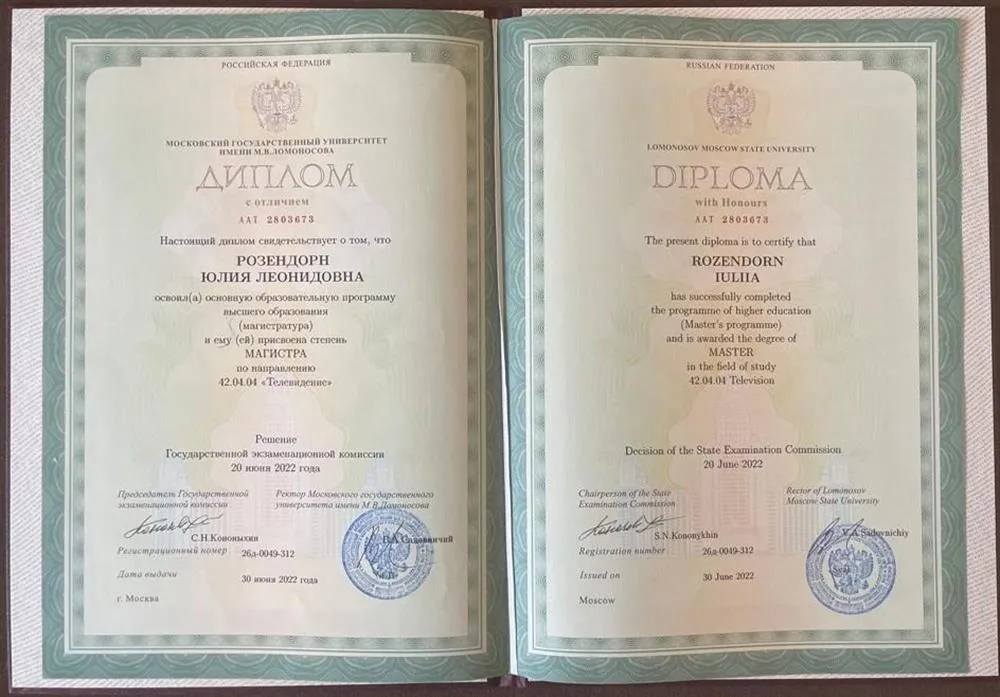 РОССИЙСКАЯ ФЕДЕРАЦИЯ
МОСКОВСКИЙ ГОСУДАРСТВЕННЫЙ УНИВЕРСИТЕТ
ИМЕНИ М.В.ЛОМОНОСОВА
ДИПЛОМ
с отличием
ААТ 2803673
Настоящий диплом свидетельствует о том, что
РОЗЕНДОРН
ЮЛИЯ ЛЕОНИДОВНА
освоил(а) основную образовательную программу
высшего образования
(магистратура)
и ему (ей) присвоена степень
МАГИСТРА
по направлению
42.04.04 «Телевидение»
Решение
Государственной экзаменационной комиссии
20 июня 2022 года
Председатель Государственной
экзаменационной комиссии
Ректор Московского государственного
университета имени М.В.Ломоносова
С.Н.Кононыхин
В.А.Садовничий
Регистрационный номер 26д-0049-312
Дата выдачи 30 июня 2022 года
г. Москва
RUSSIAN FEDERATION
LOMONOSOV MOSCOW STATE UNIVERSITY
DIPLOMA
with Honours
ААТ 2803673
The present diploma is to certify that
ROZENDORN
IULIIA
has successfully completed
the programme of higher education
(Master's programme)
and is awarded the degree of
MASTER
in the field of study
42.04.04 Television
Decision of the State Examination Commission
20 June 2022
Chairperson of the State
Examination Commission
Rector of Lomonosov
Moscow State University
S.N.Kononykhin
V.A.Sadovnichiy
Registration number 26д-0049-312
Seal
Issued on 30 June 2022
Moscow